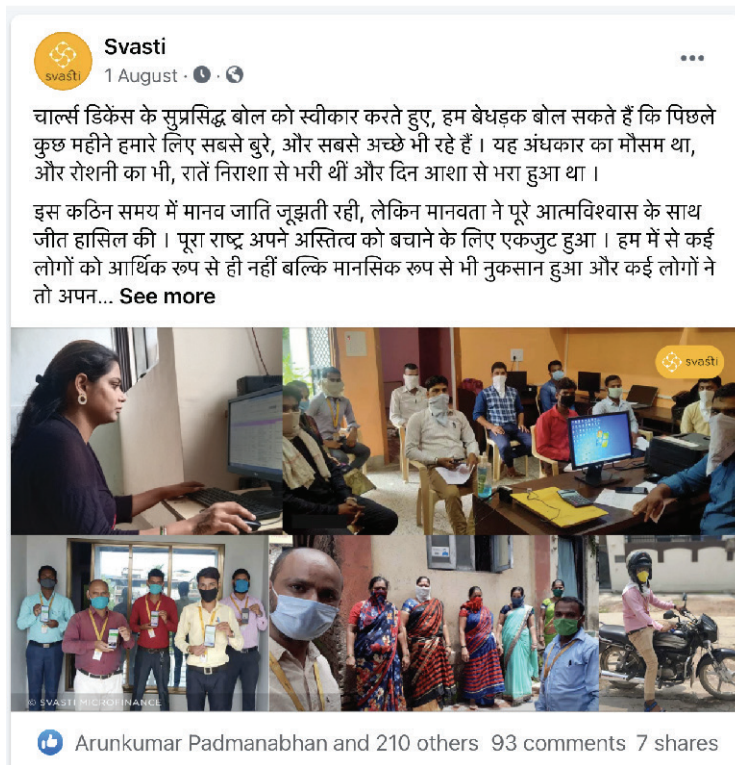 Svasti
1 August
svasti
चार्ल्स डिकेंस के सुप्रसिद्ध बोल को स्वीकार करते हुए, हम बेधड़क बोल सकते हैं कि पिछले
कुछ महीने हमारे लिए सबसे बुरे, और सबसे अच्छे भी रहे हैं । यह अंधकार का मौसम था,
और रोशनी का भी, रातें निराशा से भरी थीं और दिन आशा से भरा हुआ था ।
इस कठिन समय में मानव जाति जूझती रही, लेकिन मानवता ने पूरे आत्मविश्वास के साथ
जीत हासिल की । पूरा राष्ट्र अपने अस्तित्व को बचाने के लिए एकजुट हुआ । हम में से कई
लोगों को आर्थिक रूप से ही नहीं बल्कि मानसिक रूप से भी नुकसान हुआ और कई लोगों ने
तो अपन... See more
svasti
© SVASTI MICROFINANCE
Arunkumar Padmanabhan and 210 others 93 comments 7 shares